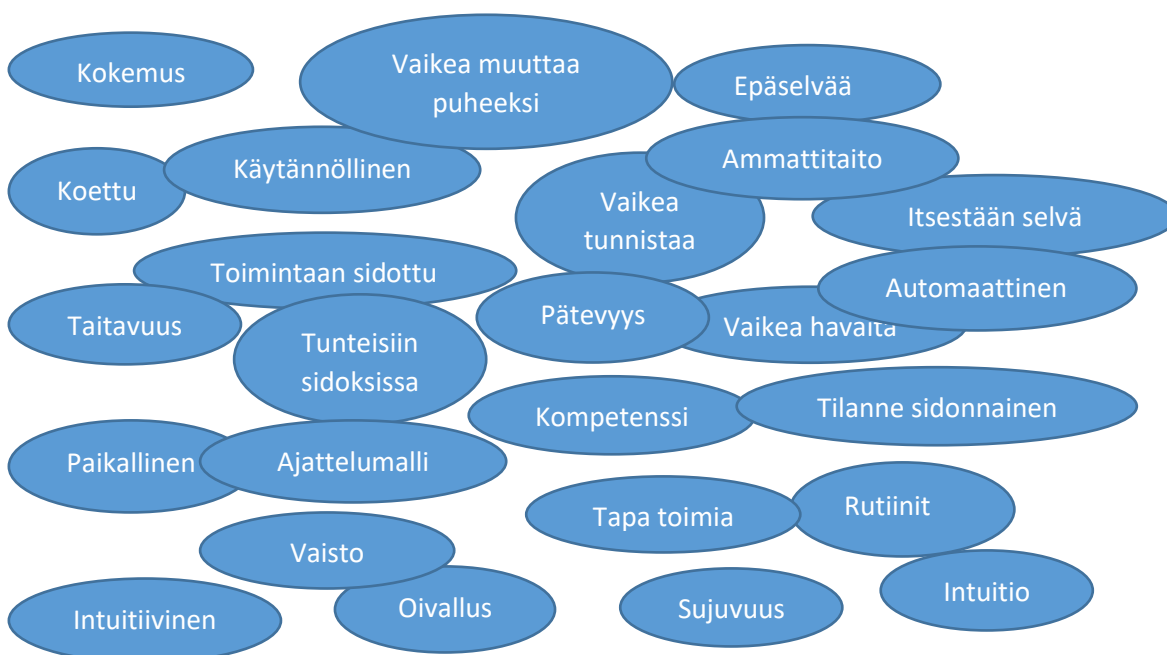 Kokemus
Vaikea muuttaa
puheeksi
Epäselvää
Koettu
Käytännöllinen
Ammattitaito
Vaikea
tunnistaa
Itsestään selvä
Toimintaan sidottu
Automaattinen
Taitavuus
Tunteisiin
sidoksissa
Pätevyys
Vaikea havaita
Kompetenssi
Tilanne sidonnainen
Paikallinen
Ajattelumalli
Tapa toimia
Rutiinit
Vaisto
Intuitiivinen
Oivallus
Sujuvuus
Intuitio